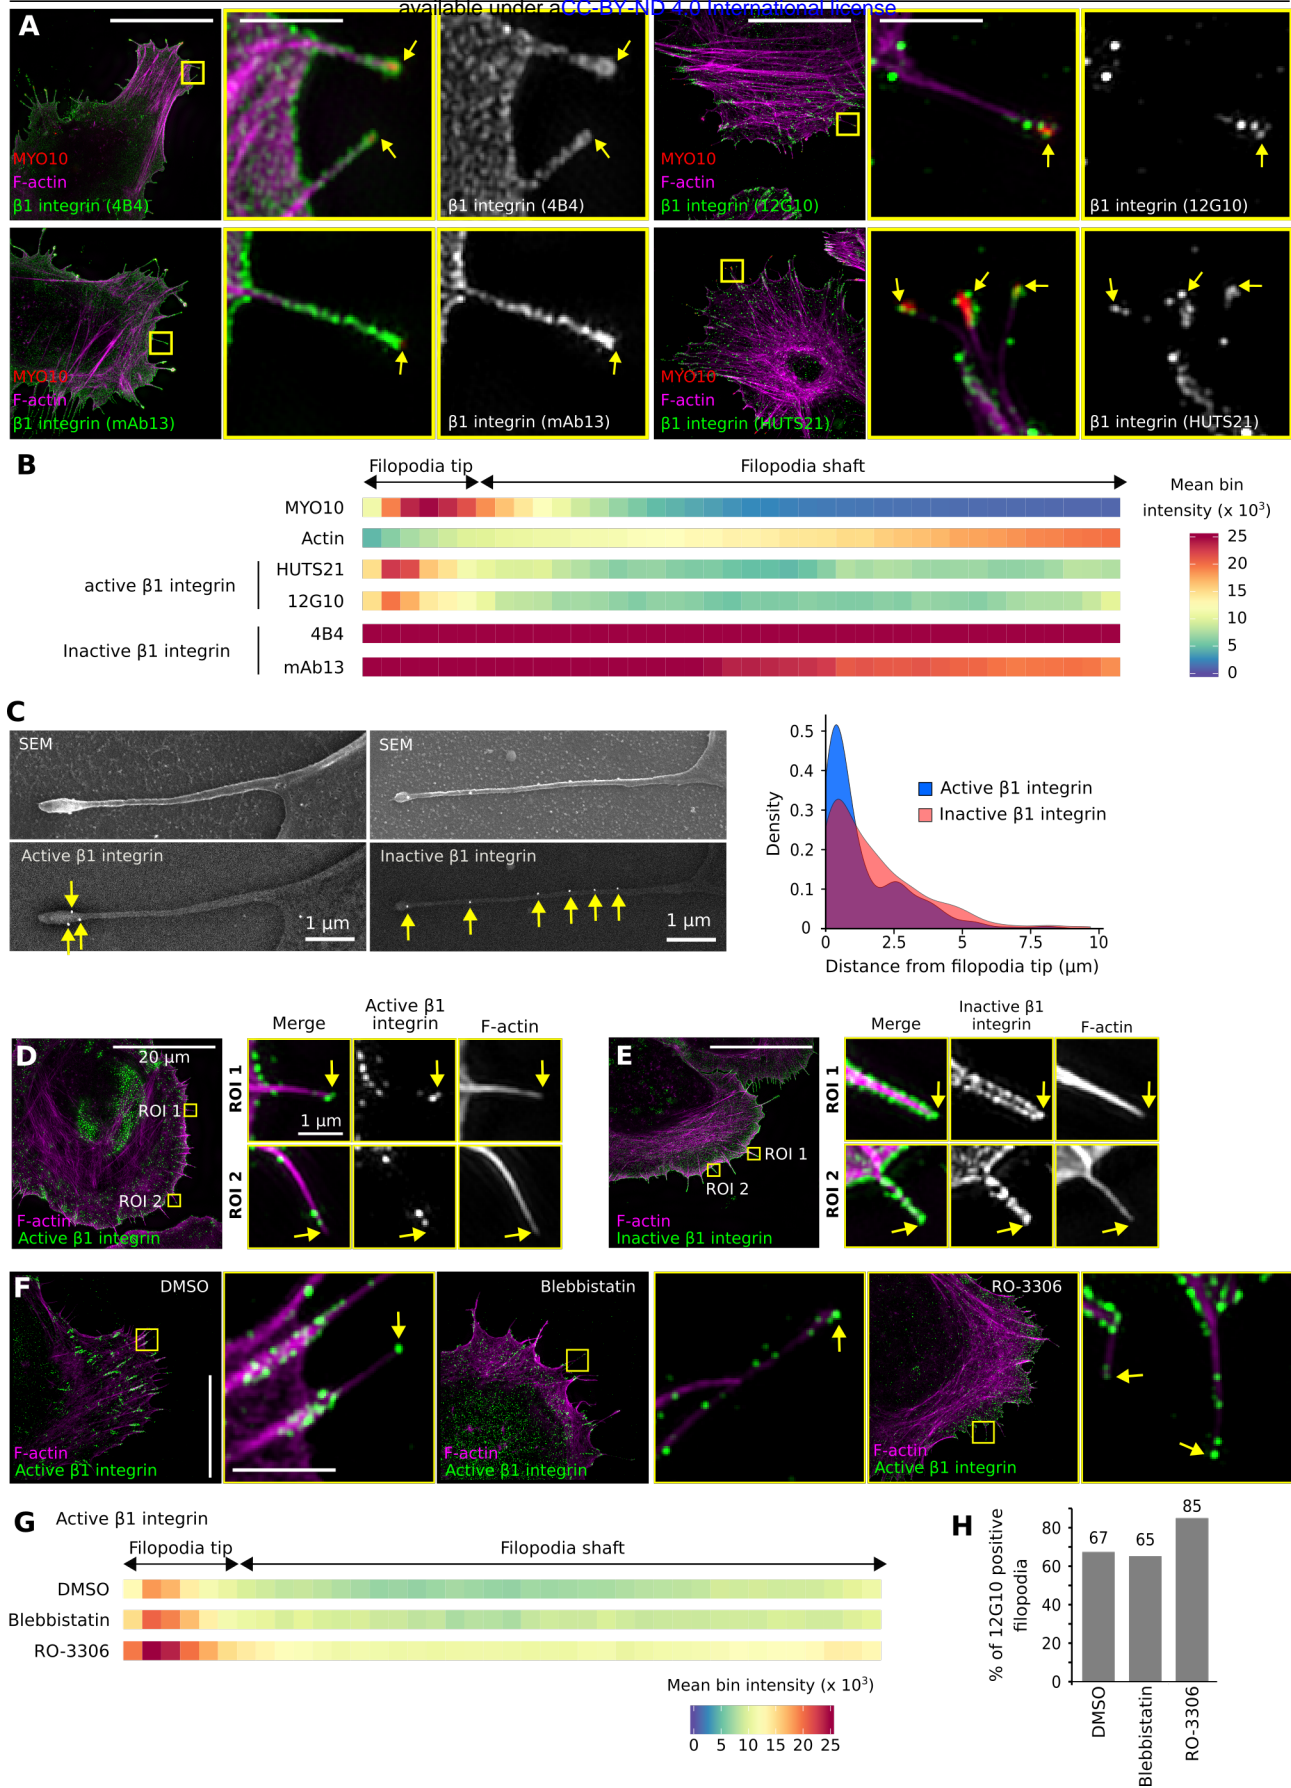 available under aCC-BY-ND 4.0 International license
A
MYO10
F-actin
β1 integrin (4B4)
β1 integrin (4B4)
MYO10
F-actin
β1 integrin (12G10)
β1 integrin (12G10)
MYO10
F-actin
β1 integrin (mAb13)
β1 integrin (mAb13)
MYO10
F-actin
β1 integrin (HUTS21)
β1 integrin (HUTS21)
B
Filopodia tip
Filopodia shaft
MYO10
Actin
active β1 integrin
HUTS21
12G10
Inactive β1 integrin
4B4
mAb13
Mean bin
intensity (x 10³)
25
20
15
10
5
0
C
SEM
SEM
Active β1 integrin
1 μm
Inactive β1 integrin
1 μm
Density
0.5
0.4
0.3
0.2
0.1
0
Active β1 integrin
Inactive β1 integrin
0 2.5 5 7.5 10
Distance from filopodia tip (μm)
D
20 μm
ROI 1
ROI 2
F-actin
Active β1 integrin
Merge
Active β1
integrin
F-actin
ROI 1
1 μm
ROI 2
E
ROI 1
ROI 2
F-actin
Inactive β1 integrin
Merge
Inactive β1
integrin
F-actin
ROI 1
ROI 2
F
DMSO
F-actin
Active β1 integrin
Blebbistatin
F-actin
Active β1 integrin
RO-3306
F-actin
Active β1 integrin
G
Active β1 integrin
Filopodia tip
Filopodia shaft
DMSO
Blebbistatin
RO-3306
Mean bin intensity (x 10³)
0 5 10 15 20 25
H
% of 12G10 positive
filopodia
80
60
40
20
0
67
65
85
DMSO
Blebbistatin
RO-3306